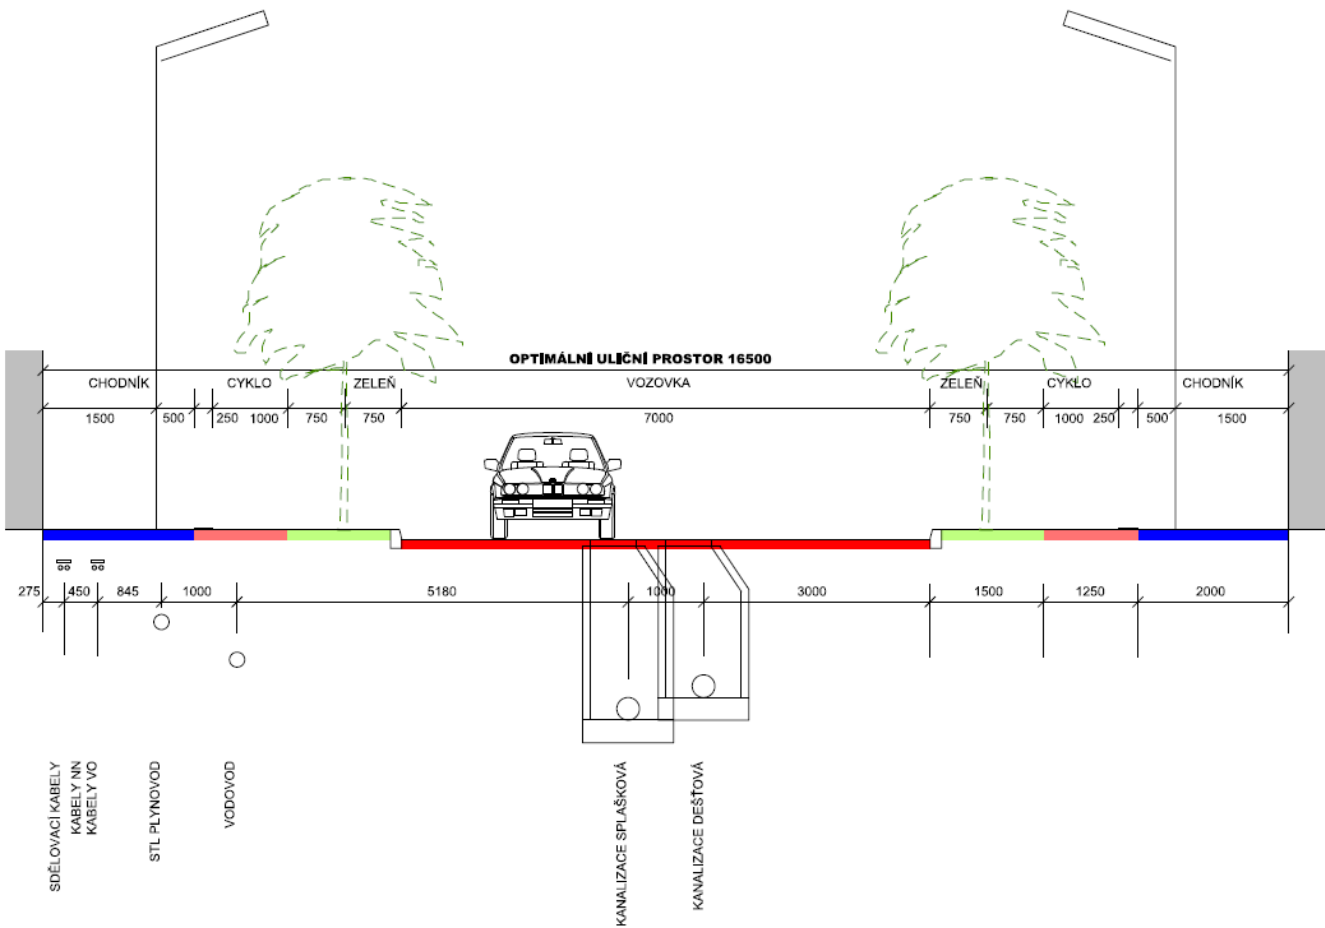 OPTIMÁLNÍ ULIČNÍ PROSTOR 16500
CHODNÍK CYKLO ZELEŇ VOZOVKA ZELEŇ CYKLO CHODNÍK
1500 500 250 1000 750 750 7000 750 750 1000 250 500 1500
275 450 845 1000 5180 1000 3000 1500 1250 2000
SDĚLOVACÍ KABELY
KABELY NN
KABELY VO
STL PLYNOVOD
VODOVOD
KANALIZACE SPLAŠKOVÁ
KANALIZACE DEŠŤOVÁ